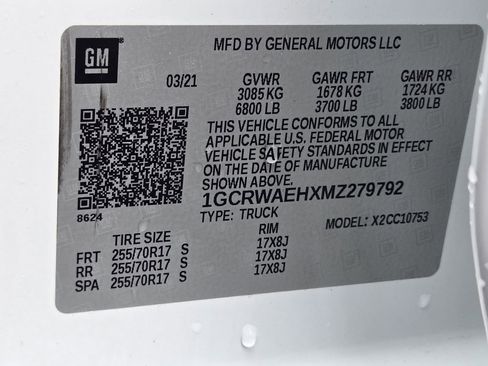 GM
MFD BY GENERAL MOTORS LLC
03/21 GVWR GAWR FRT GAWR RR
3085 KG 1678 KG 1724 KG
6800 LB 3700 LB 3800 LB
THIS VEHICLE CONFORMS TO ALL
APPLICABLE U.S. FEDERAL MOTOR
VEHICLE SAFETY STANDARDS IN EFFECT
ON THE DATE OF MANUFACTURE
SHOWN ABOVE.
8624
1GCRWAEHXMZ279792
TYPE: TRUCK MODEL: X2CC10753
TIRE SIZE RIM
FRT 255/70R17 S 17X8J
RR 255/70R17 S 17X8J
SPA 255/70R17 S 17X8J